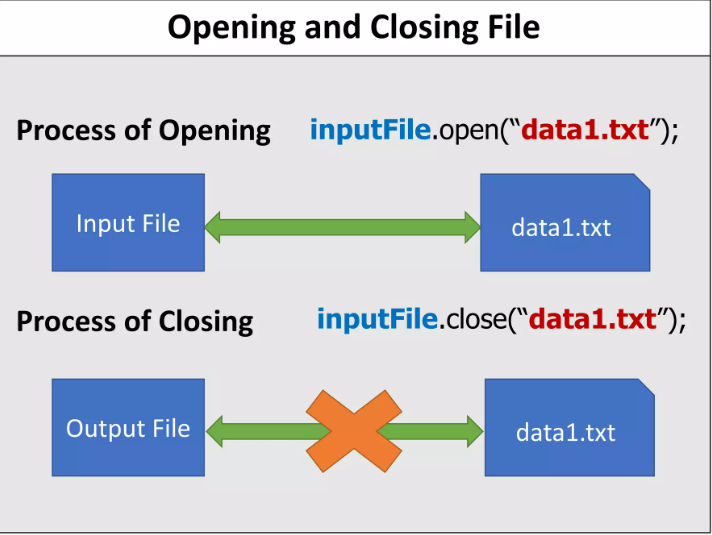 Opening and Closing File
Process of Opening inputFile.open(“data1.txt”);
Input File data1.txt
Process of Closing inputFile.close(“data1.txt”);
Output File data1.txt